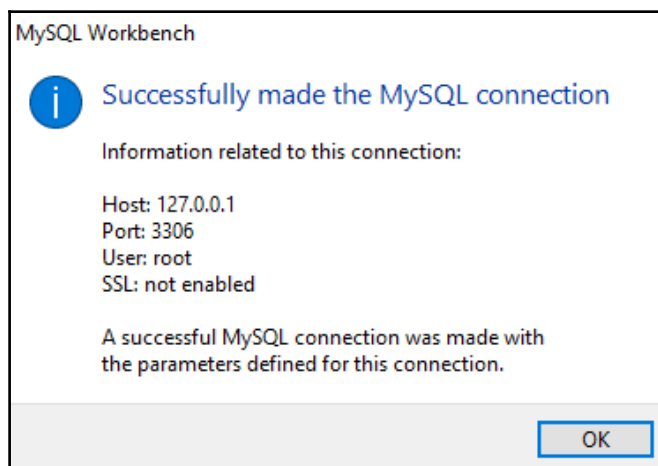 MySQL Workbench
Successfully made the MySQL connection
Information related to this connection:
Host: 127.0.0.1
Port: 3306
User: root
SSL: not enabled
A successful MySQL connection was made with
the parameters defined for this connection.
OK